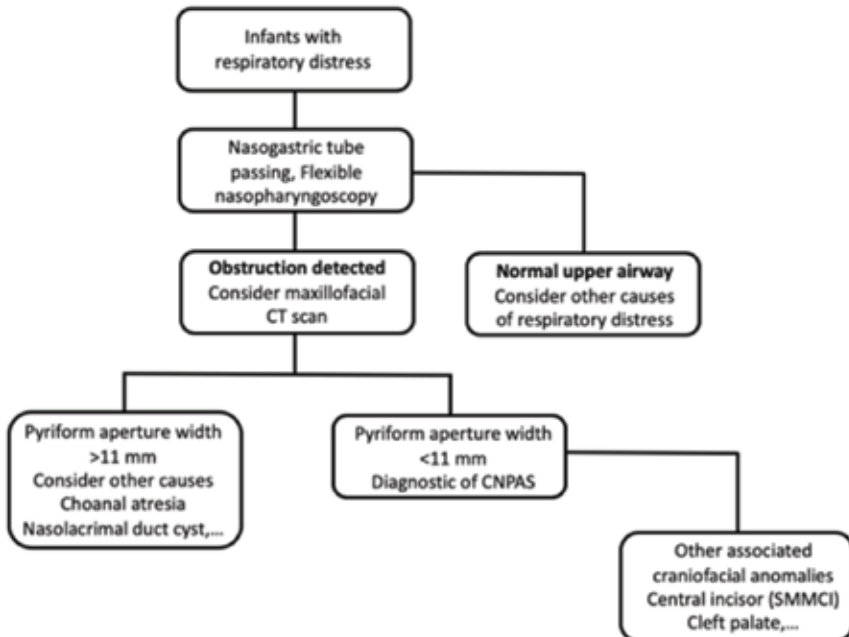 Infants with
respiratory distress
Nasogastric tube
passing, Flexible
nasopharyngoscopy
Obstruction detected
Consider maxillofacial
CT scan
Normal upper airway
Consider other causes
of respiratory distress
Pyriform aperture width
>11 mm
Consider other causes
Choanal atresia
Nasolacrimal duct cyst,...
Pyriform aperture width
<11 mm
Diagnostic of CNPAS
Other associated
craniofacial anomalies
Central incisor (SMMCI)
Cleft palate,...